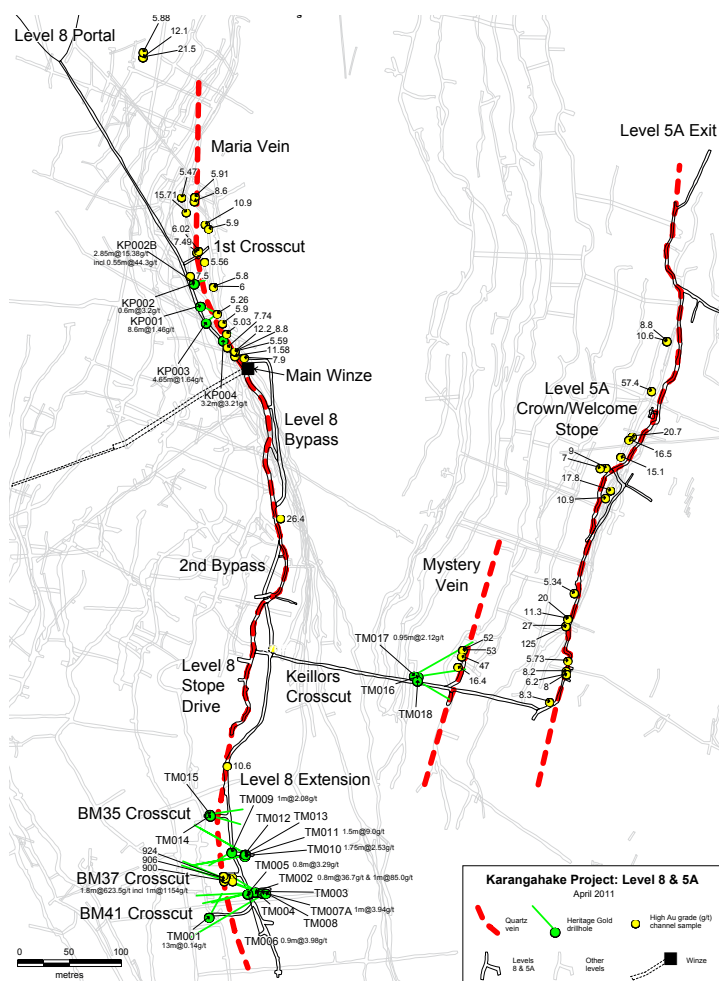 5.88
12.1
21.5
Level 8 Portal
Level 5A Exit
Maria Vein
5.47
5.91
8.6
15.71
10.9
5.9
6.02
7.49
1st Crosscut
KP002B
2.85m@15.38g/t
incl 0.55m@44.3g/t
5.56
7.5
5.8
6
KP002
0.6m@3.2g/t
5.26
5.9
KP001
8.6m@1.46g/t
5.03
7.74
12.2
8.8
5.59
11.58
7.9
KP003
4.65m@1.64g/t
KP004
3.2m@3.21g/t
Main Winze
8.8
10.6
57.4
Level 5A
Crown/Welcome
Stope
Level 8
Bypass
20.7
16.5
15.1
9
7
17.8
10.9
26.4
2nd Bypass
Mystery
Vein
5.34
20
11.3
27
125
5.73
8.2
6.2
8
8.3
TM017 0.95m@2.12g/t
52
53
47
16.4
TM016
TM018
Level 8
Stope
Drive
Keillors
Crosscut
10.6
TM015
Level 8 Extension
TM009 1m@2.08g/t
BM35 Crosscut
TM012
TM013
TM011 1.5m@9.0g/t
TM010 1.75m@2.53g/t
TM014
924
906
900
TM005 0.8m@3.29g/t
BM37 Crosscut
TM002 0.8m@36.7g/t & 1m@85.0g/t
1.8m@623.5g/t incl 1m@1154g/t
TM003
BM41 Crosscut
TM004
TM007A 1m@3.94g/t
TM008
TM001
13m@0.14g/t
TM006 0.9m@3.98g/t
0 50 100
metres
Karangahake Project: Level 8 & 5A
April 2011
Quartz
vein
Heritage Gold
drillhole
High Au grade (g/t)
channel sample
Levels
8 & 5A
Other
levels
Winze